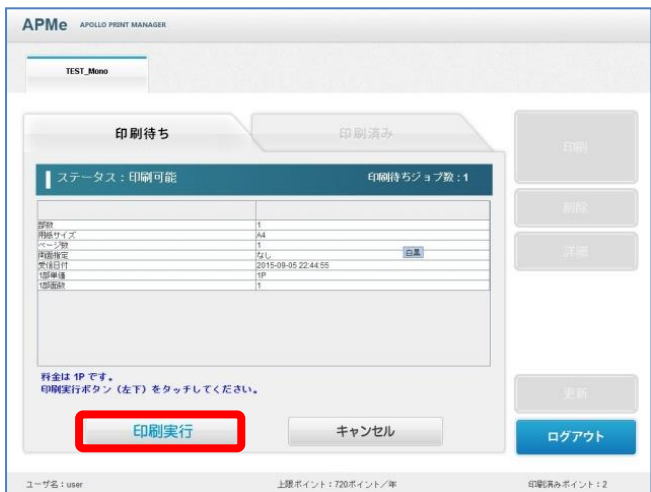 APMe APOLLO PRINT MANAGER
TEST_Mono
印刷待ち 印刷済み
印刷
ステータス：印刷可能 印刷待ちジョブ数：1
削除
部数 1
用紙サイズ A4
ページ数 1
両面指定 なし 白黒
詳細
受信日付 2015-09-05 22:44:55
1部単価 1P
1部面数 1
料金は 1P です。
印刷実行ボタン（左下）をタッチしてください。
更新
印刷実行 キャンセル ログアウト
ユーザ名：user 上限ポイント：720ポイント／年 印刷済みポイント：2